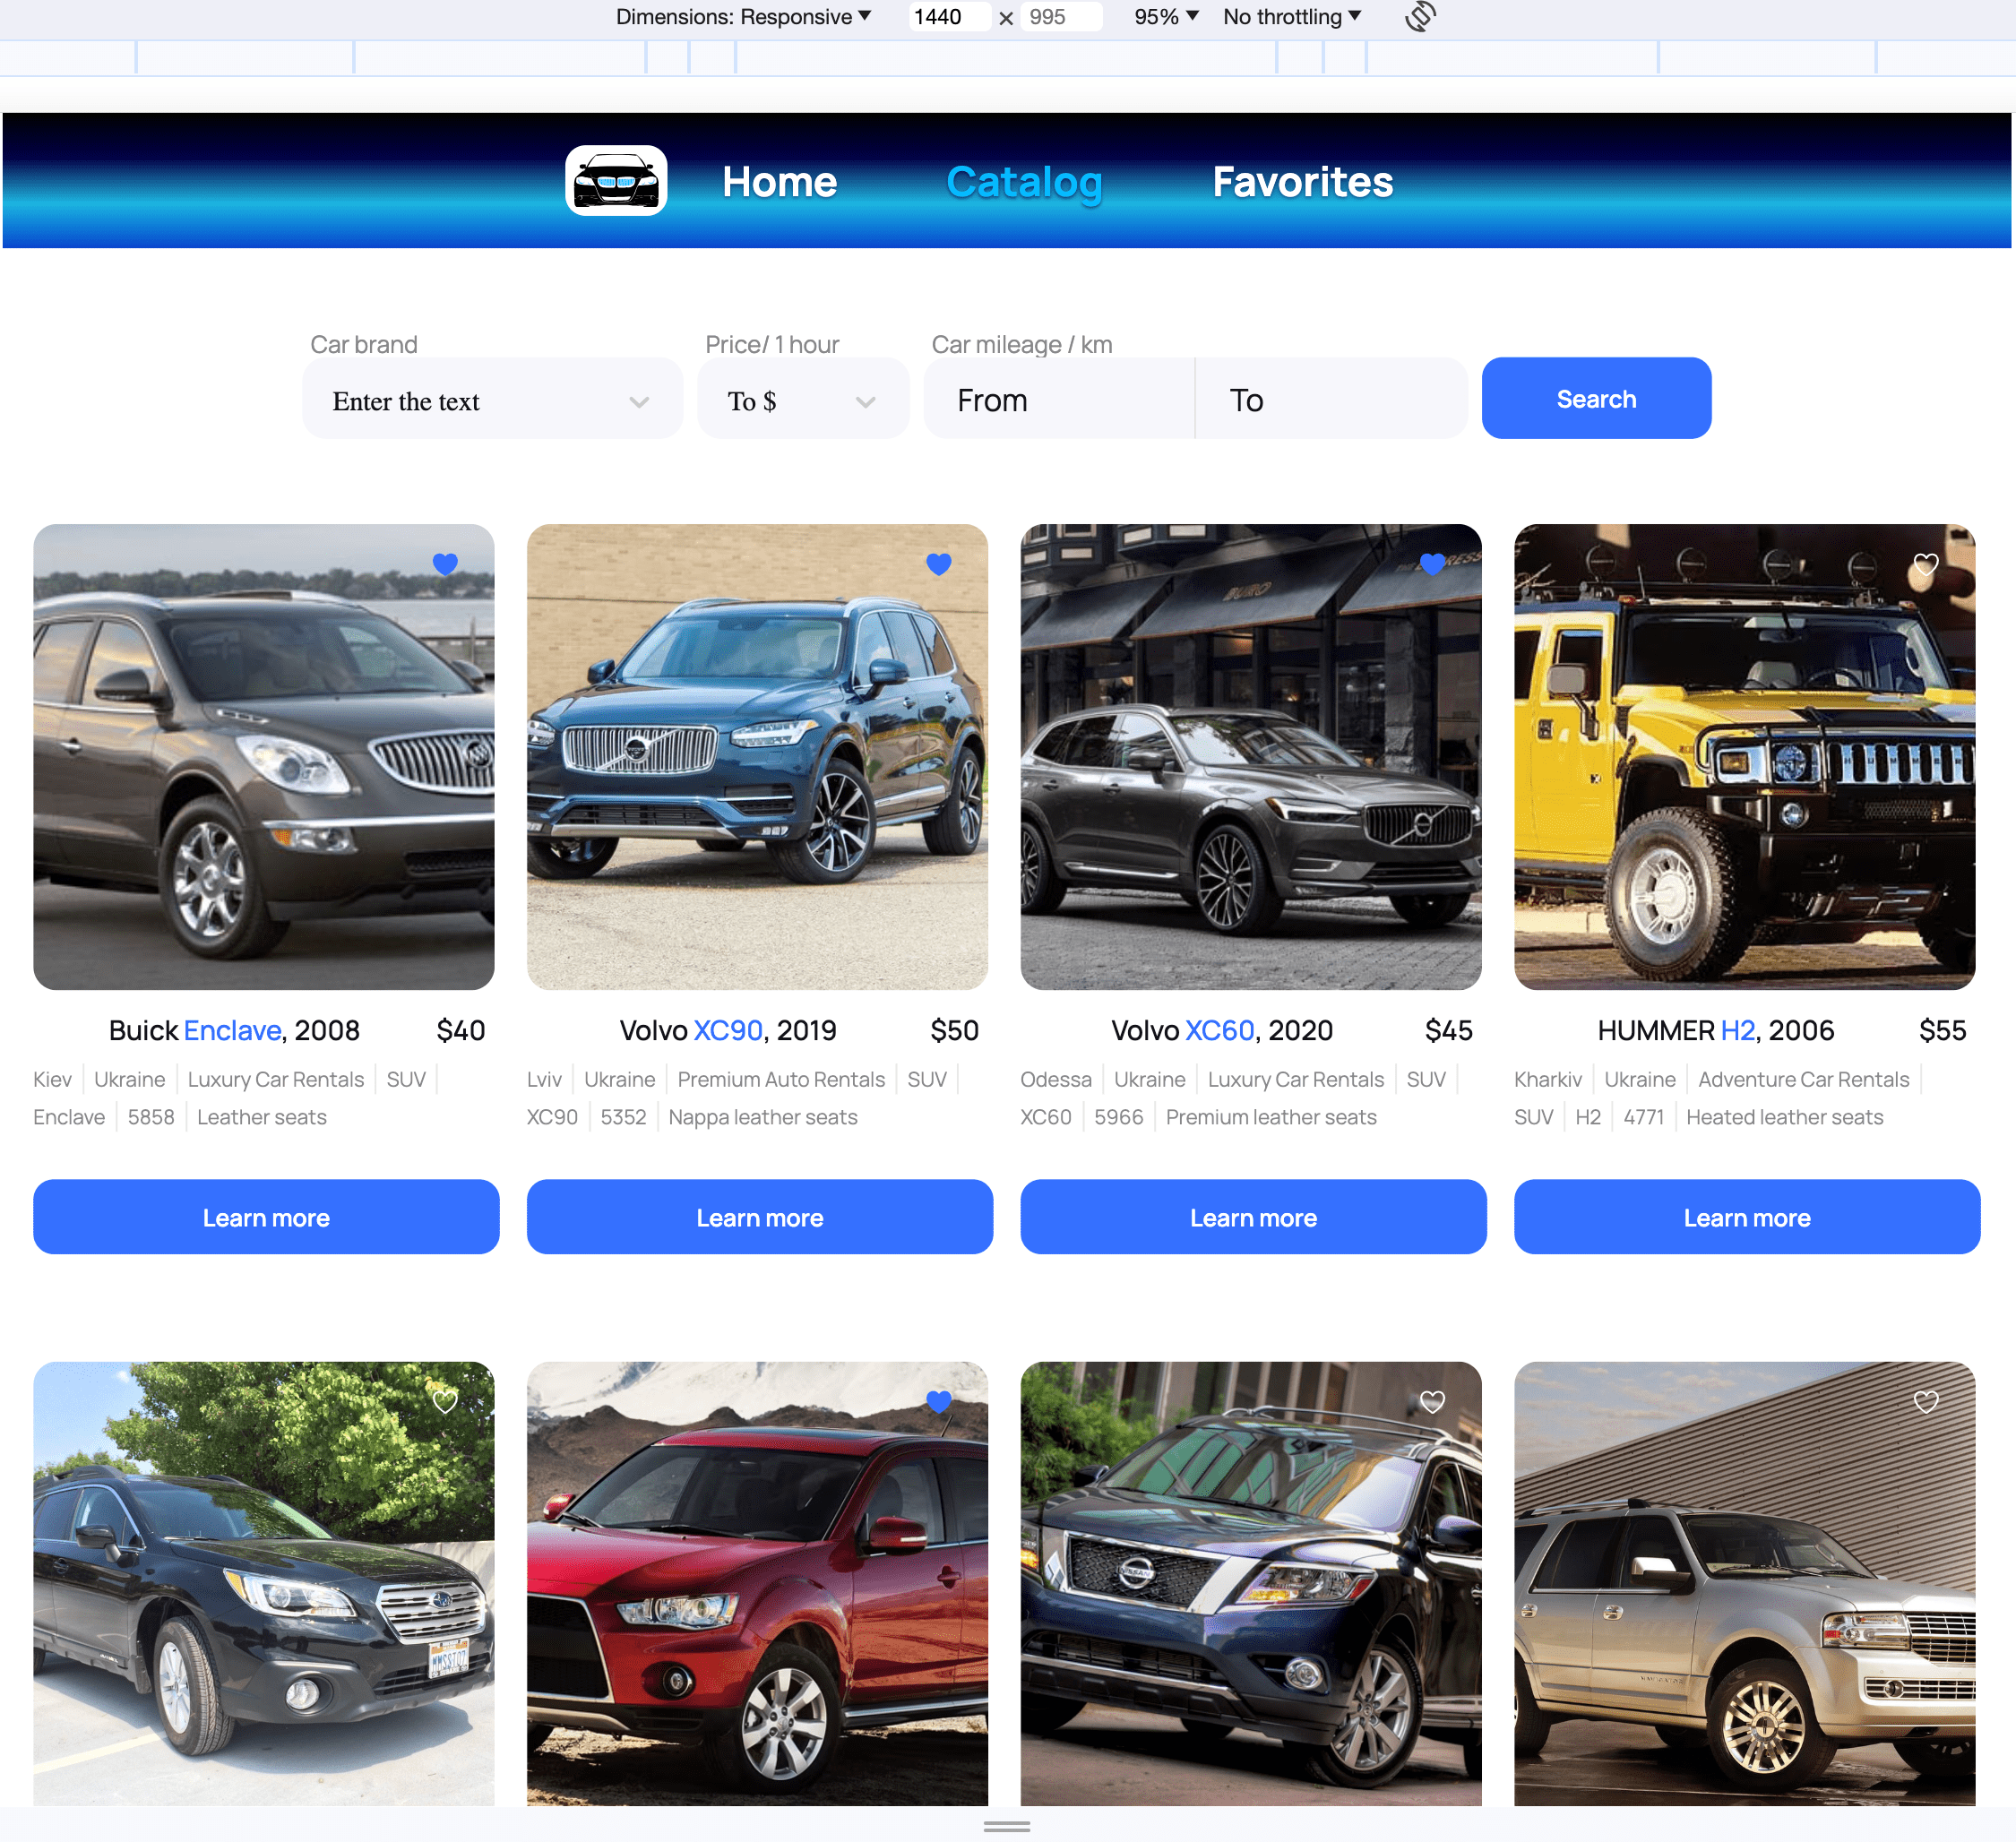 Dimensions: Responsive ▼ 1440 × 995 95% ▼ No throttling ▼
Home Catalog Favorites
Car brand Price/ 1 hour Car mileage / km
Enter the text To $ From To Search
BURO
VOLVO
HUMMER
Buick Enclave, 2008 $40
Volvo XC90, 2019 $50
Volvo XC60, 2020 $45
HUMMER H2, 2006 $55
Kiev Ukraine Luxury Car Rentals SUV
Enclave 5858 Leather seats
Lviv Ukraine Premium Auto Rentals SUV
XC90 5352 Nappa leather seats
Odessa Ukraine Luxury Car Rentals SUV
XC60 5966 Premium leather seats
Kharkiv Ukraine Adventure Car Rentals
SUV H2 4771 Heated leather seats
Learn more Learn more Learn more Learn more
NISSAN